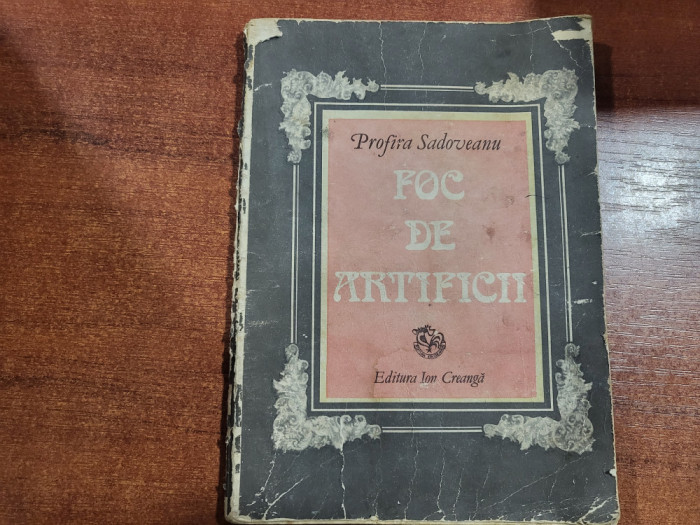 Profira Sadoveanu
FOC
DE
ARTIFICII
Editura Ion Creangă